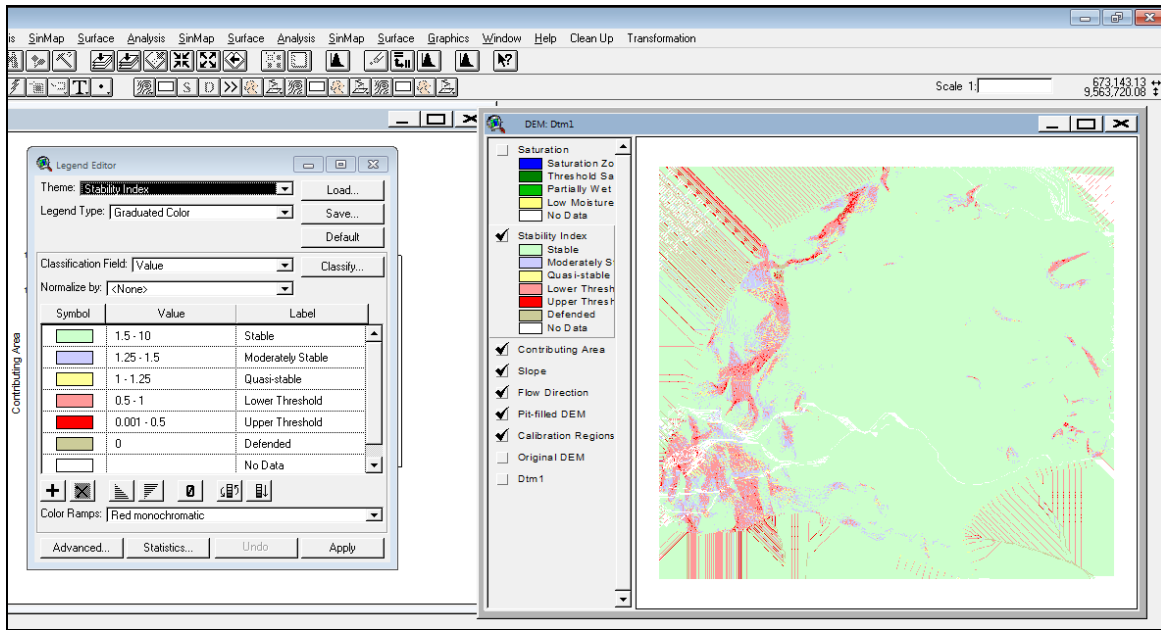 is SinMap Surface Analysis SinMap Surface Analysis SinMap Surface Graphics Window Help Clean Up Transformation
T
S D
Scale 1:
673,143.13
9,563,720.08
Contributing Area
Legend Editor
Theme: Stability Index
Load...
Legend Type: Graduated Color
Save...
Default
Classification Field: Value
Classify...
Normalize by: <None>
Symbol Value Label
1.5 - 10 Stable
1.25 - 1.5 Moderately Stable
1 - 1.25 Quasi-stable
0.5 - 1 Lower Threshold
0.001 - 0.5 Upper Threshold
0 Defended
No Data
Color Ramps: Red monochromatic
Advanced... Statistics... Undo Apply
DEM: Dtm1
Saturation
Saturation Zo
Threshold Sa
Partially Wet
Low Moisture
No Data
Stability Index
Stable
Moderately S
Quasi-stable
Lower Thresh
Upper Thresh
Defended
No Data
Contributing Area
Slope
Flow Direction
Pit-filled DEM
Calibration Regions
Original DEM
Dtm1